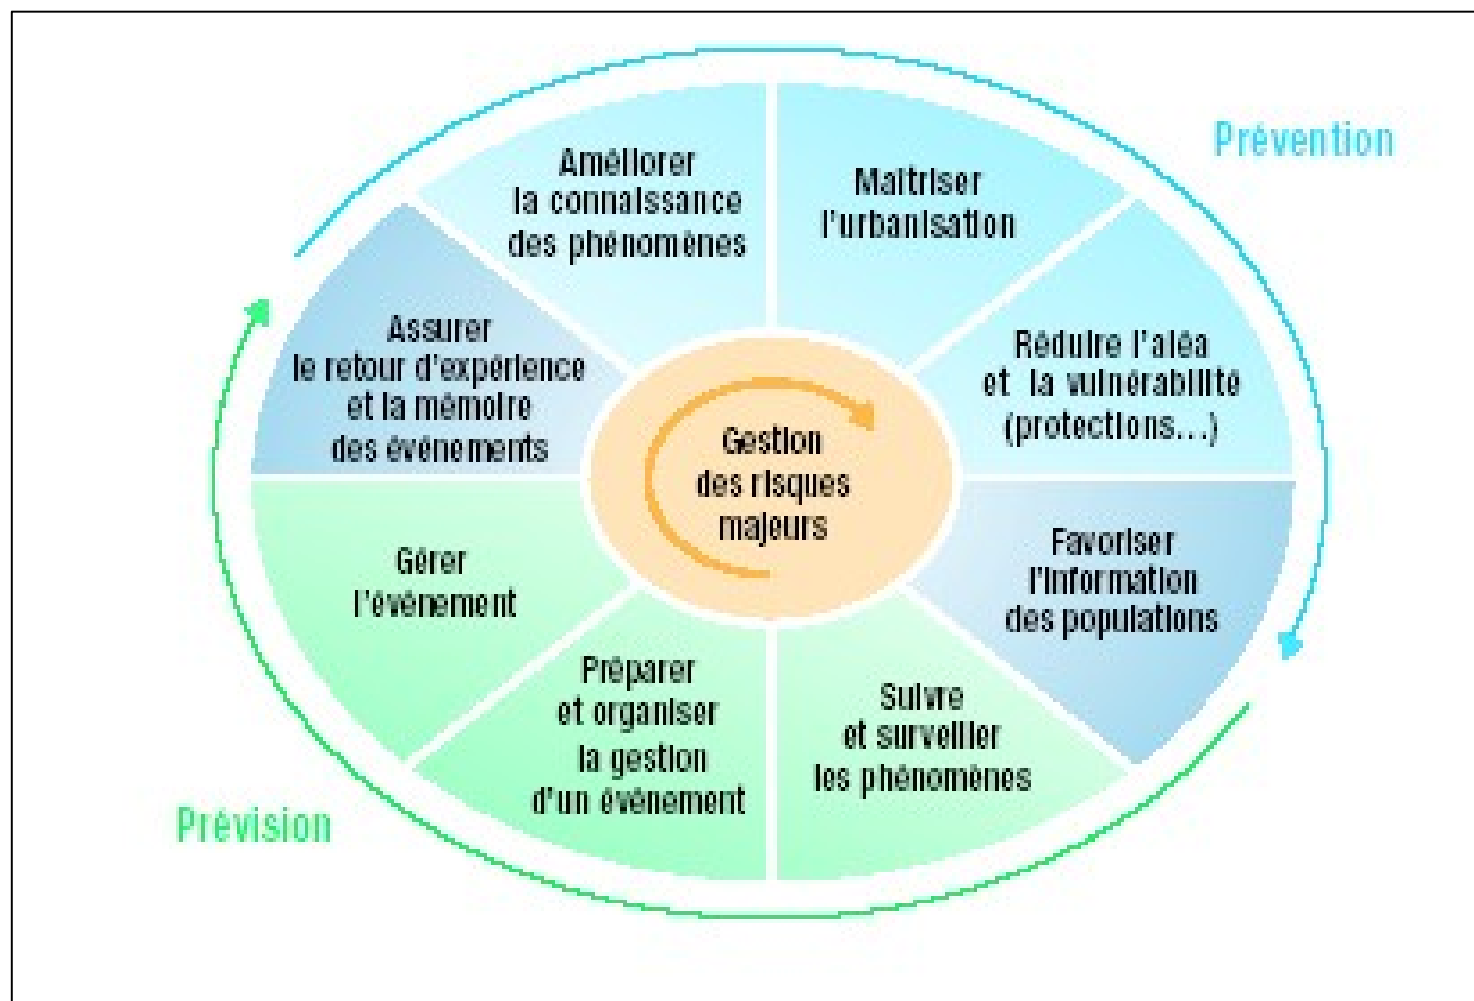 Prévention
Améliorer
la connaissance
des phénomènes
Maîtriser
l'urbanisation
Réduire l'aléa
et la vulnérabilité
(protections...)
Favoriser
l'information
des populations
Suivre
et surveiller
les phénomènes
Préparer
et organiser
la gestion
d'un événement
Gérer
l'événement
Assurer
le retour d'expérience
et la mémoire
des événements
Gestion
des risques
majeurs
Prévision